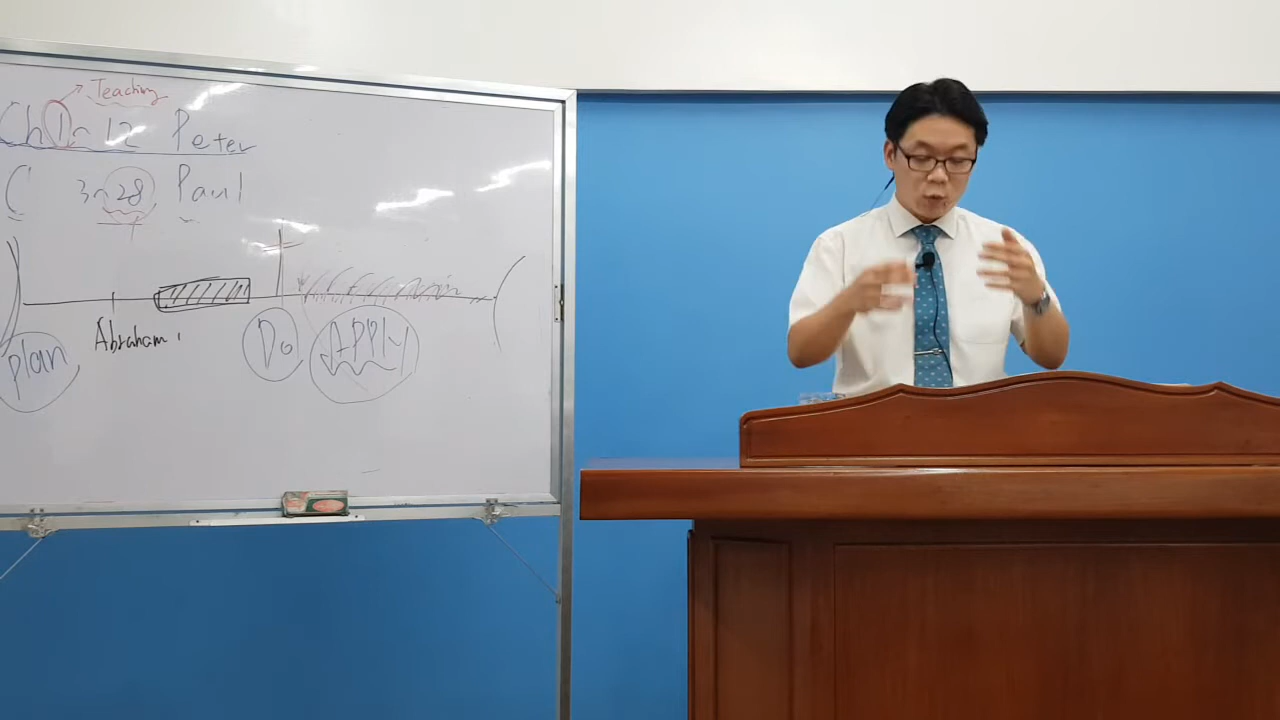 Teaching
Ch 1~12 Peter
C 3~28 Paul
Abraham
plan Do APPly